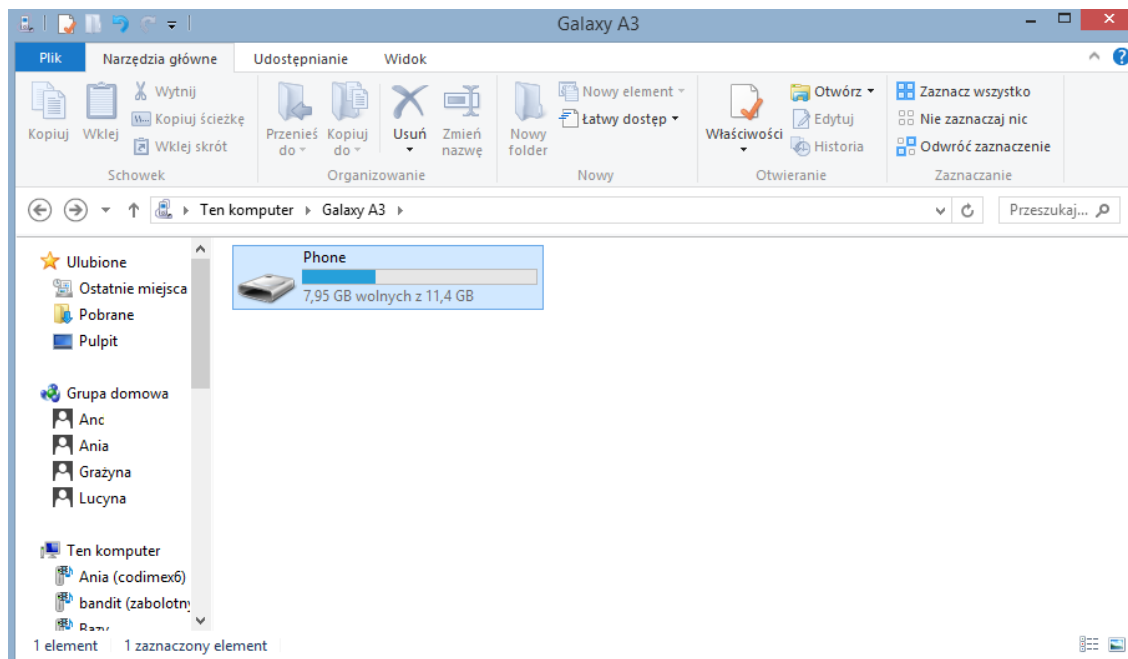 Galaxy A3
Plik Narzędzia główne Udostępnianie Widok
Kopiuj
Wklej
Wytnij
Kopiuj ścieżkę
Wklej skrót
Schowek
Przenieś do
Kopiuj do
Usuń
Zmień nazwę
Organizowanie
Nowy folder
Nowy element
Łatwy dostęp
Nowy
Właściwości
Otwórz
Edytuj
Historia
Otwieranie
Zaznacz wszystko
Nie zaznaczaj nic
Odwróć zaznaczenie
Zaznaczanie
Ten komputer Galaxy A3
Przeszukaj...
Ulubione
Ostatnie miejsca
Pobrane
Pulpit
Grupa domowa
Anc
Ania
Grażyna
Lucyna
Ten komputer
Ania (codimex6)
bandit (zabolotny
Phone
7,95 GB wolnych z 11,4 GB
1 element 1 zaznaczony element